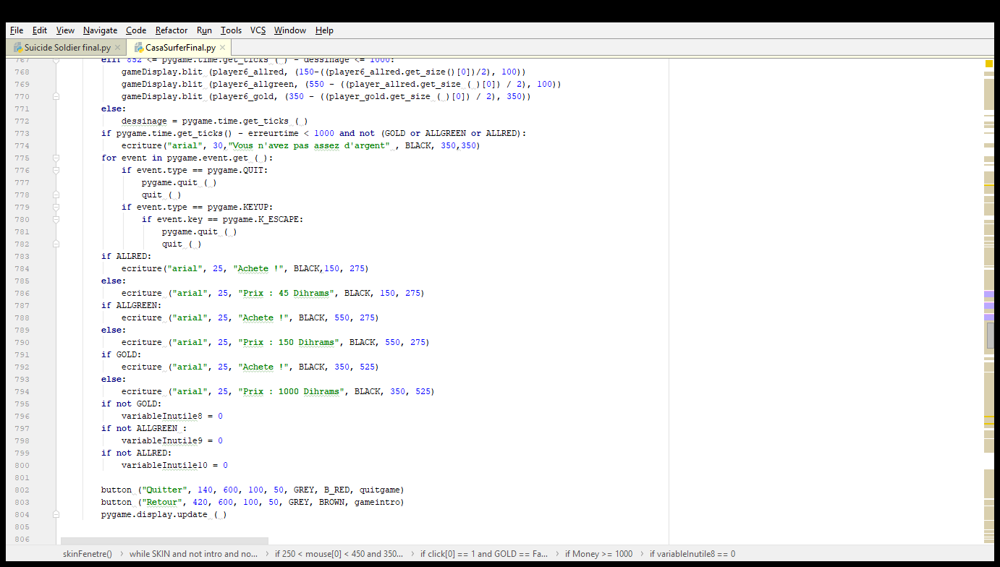 File Edit View Navigate Code Refactor Run Tools VCS Window Help
Suicide Soldier final.py × CasaSurferFinal.py ×
767 elif 852 <= pygame.time.get_ticks ( ) - dessinage <= 1000:
768 gameDisplay.blit (player6_allred, (150-((player6_allred.get_size()[0])/2), 100))
769 gameDisplay.blit (player6_allgreen, (550 - ((player_allred.get_size ( )[0]) / 2), 100))
770 gameDisplay.blit (player6_gold, (350 - ((player_gold.get_size ( )[0]) / 2), 350))
771 else:
772 dessinage = pygame.time.get_ticks ( )
773 if pygame.time.get_ticks() - erreurtime < 1000 and not (GOLD or ALLGREEN or ALLRED):
774 ecriture("arial", 30,"Vous n'avez pas assez d'argent" , BLACK, 350,350)
775 for event in pygame.event.get ( ):
776 if event.type == pygame.QUIT:
777 pygame.quit ( )
778 quit ( )
779 if event.type == pygame.KEYUP:
780 if event.key == pygame.K_ESCAPE:
781 pygame.quit ( )
782 quit ( )
783 if ALLRED:
784 ecriture("arial", 25, "Achete !", BLACK,150, 275)
785 else:
786 ecriture ("arial", 25, "Prix : 45 Dihrams", BLACK, 150, 275)
787 if ALLGREEN:
788 ecriture ("arial", 25, "Achete !", BLACK, 550, 275)
789 else:
790 ecriture ("arial", 25, "Prix : 150 Dihrams", BLACK, 550, 275)
791 if GOLD:
792 ecriture ("arial", 25, "Achete !", BLACK, 350, 525)
793 else:
794 ecriture ("arial", 25, "Prix : 1000 Dihrams", BLACK, 350, 525)
795 if not GOLD:
796 variableInutile8 = 0
797 if not ALLGREEN :
798 variableInutile9 = 0
799 if not ALLRED:
800 variableInutile10 = 0
801
802 button ("Quitter", 140, 600, 100, 50, GREY, B_RED, quitgame)
803 button ("Retour", 420, 600, 100, 50, GREY, BROWN, gameintro)
804 pygame.display.update ( )
805
806
skinFenetre() › while SKIN and not intro and no... › if 250 < mouse[0] < 450 and 350... › if click[0] == 1 and GOLD == Fa... › if Money >= 1000 › if variableInutile8 == 0